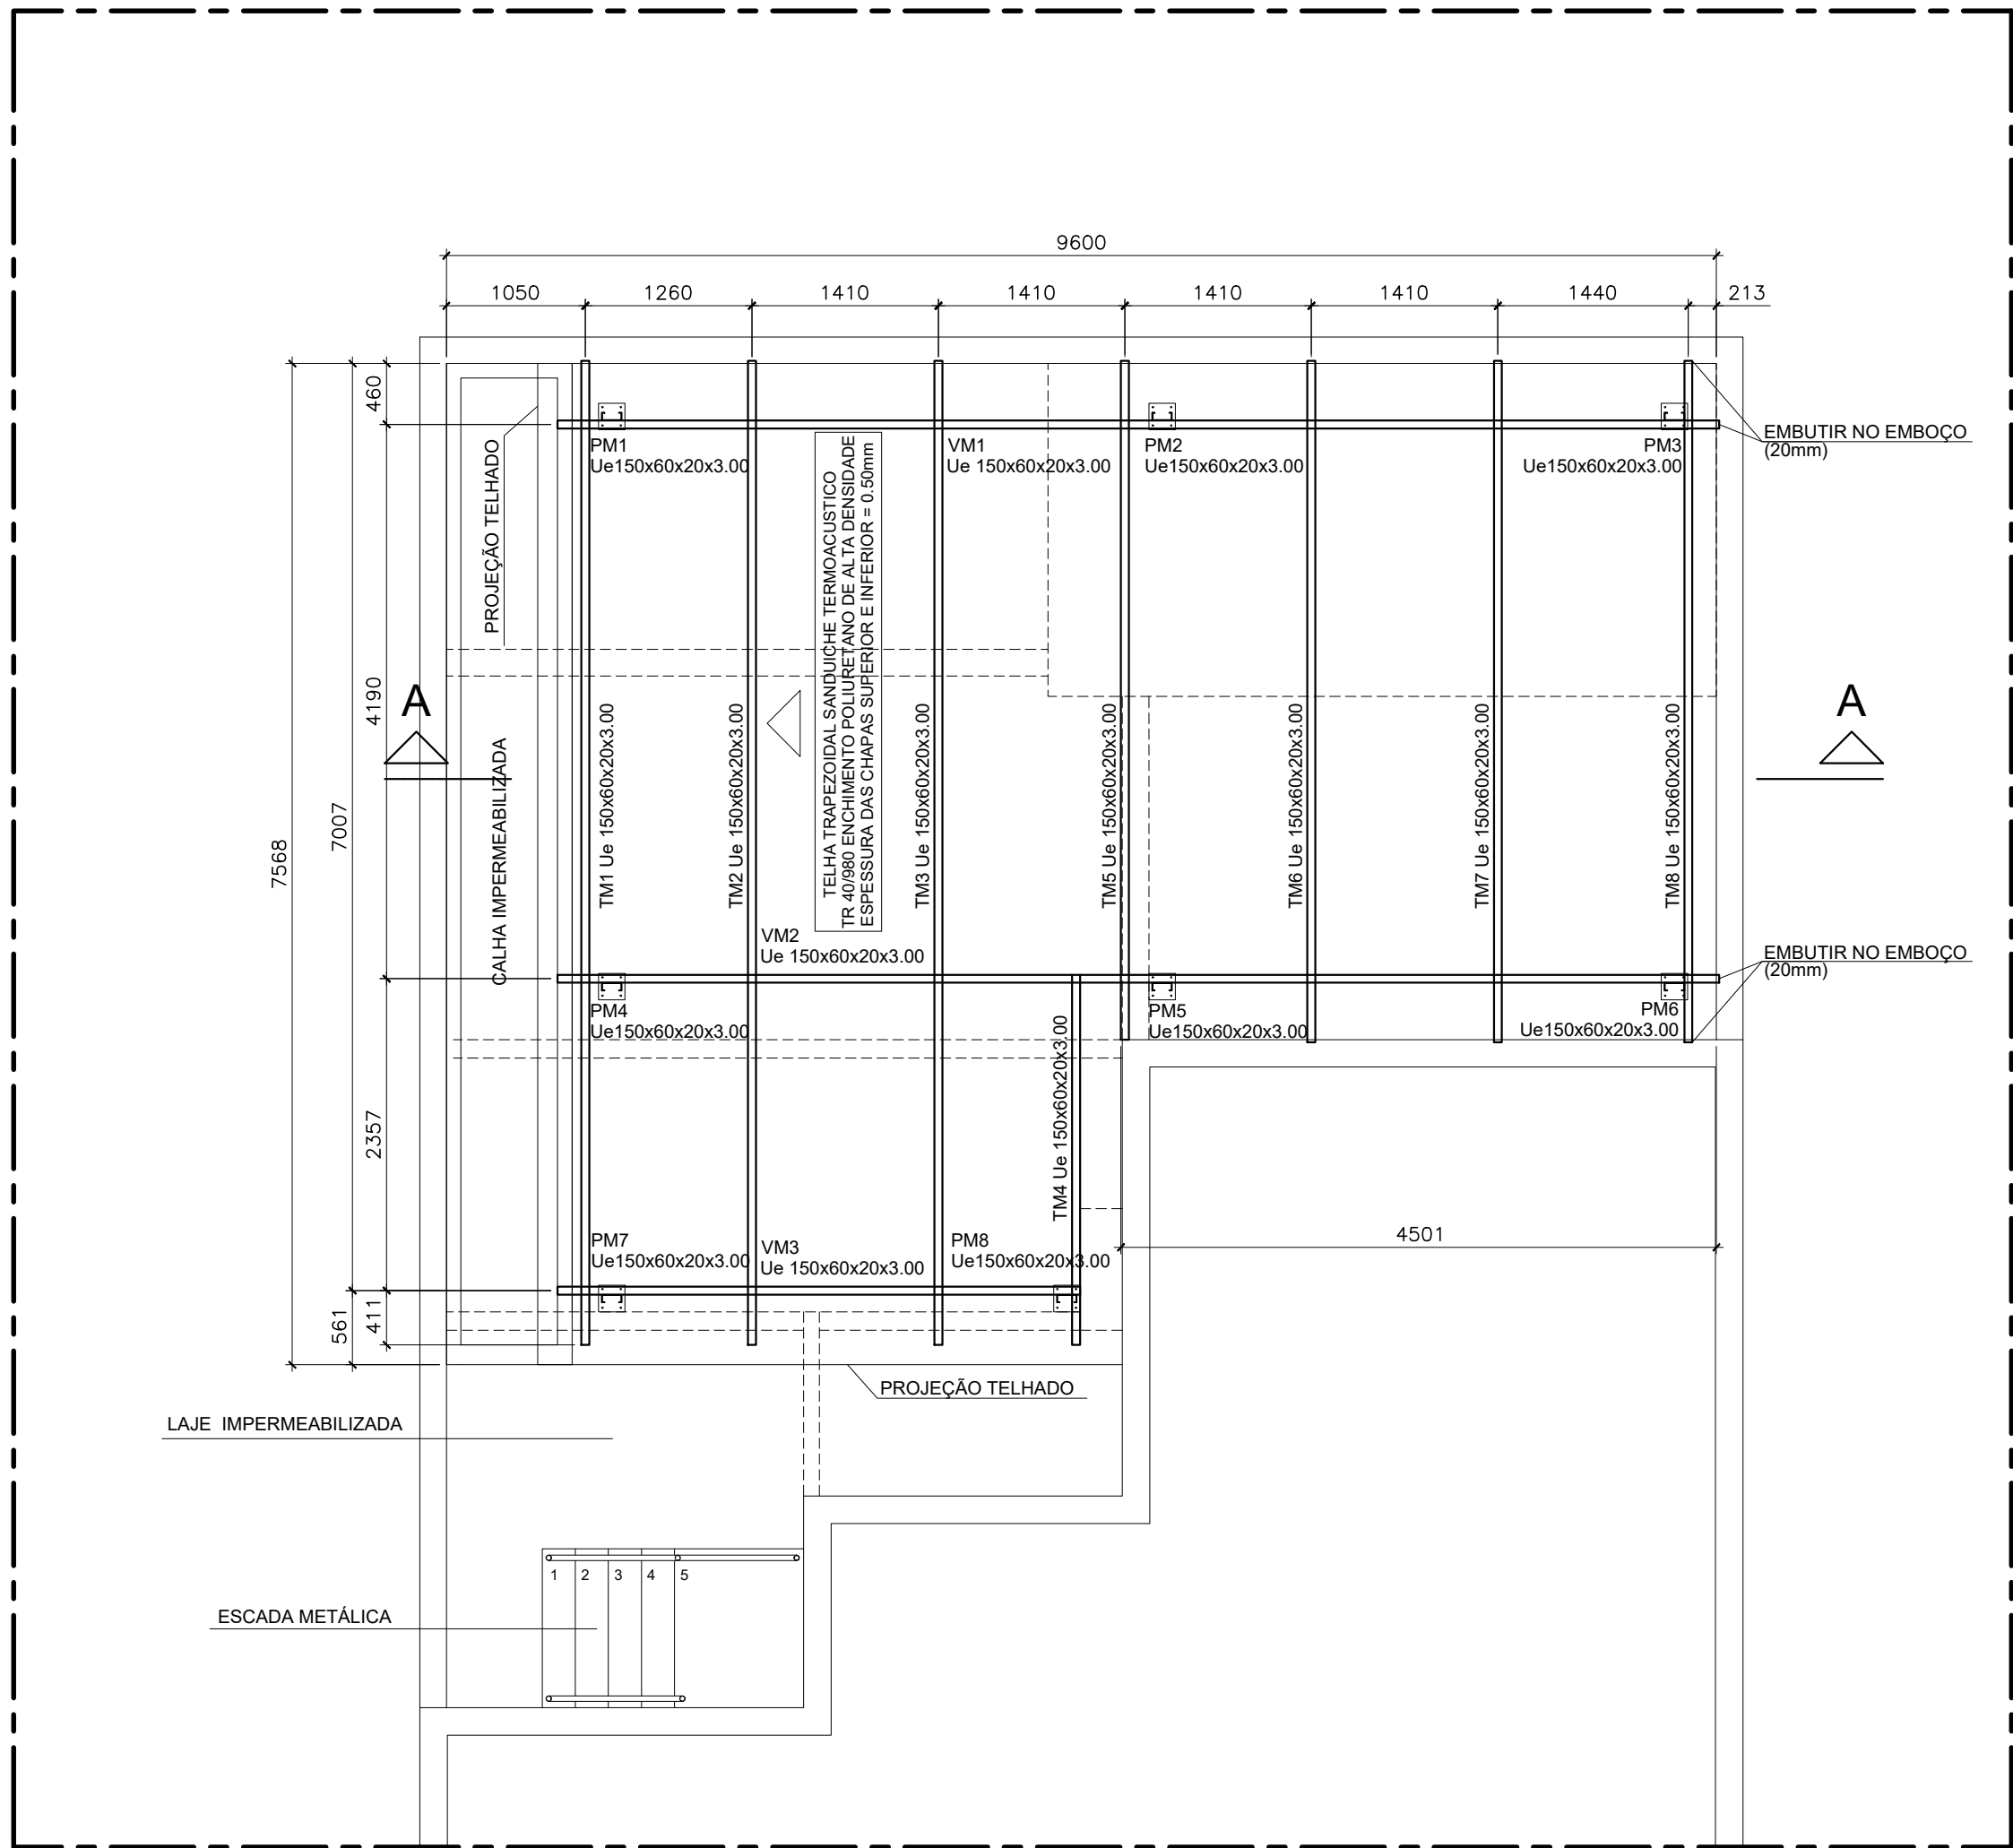 9600
1050
1260
1410
1410
1410
1410
1440
213
460
4190
2357
411
7007
561
7568
PROJEÇÃO TELHADO
CALHA IMPERMEABILIZADA
PM1
Ue150x60x20x3.00
VM1
Ue 150x60x20x3.00
PM2
Ue150x60x20x3.00
PM3
Ue150x60x20x3.00
EMBUTIR NO EMBOÇO
(20mm)
TELHA TRAPEZOIDAL SANDUICHE TERMOACUSTICO
TR 40/980 ENCHIMENTO POLIURETANO DE ALTA DENSIDADE
ESPESSURA DAS CHAPAS SUPERIOR E INFERIOR = 0.50mm
A
A
TM1 Ue 150x60x20x3.00
TM2 Ue 150x60x20x3.00
TM3 Ue 150x60x20x3.00
TM5 Ue 150x60x20x3.00
TM6 Ue 150x60x20x3.00
TM7 Ue 150x60x20x3.00
TM8 Ue 150x60x20x3.00
VM2
Ue 150x60x20x3.00
EMBUTIR NO EMBOÇO
(20mm)
PM4
Ue150x60x20x3.00
PM5
Ue150x60x20x3.00
PM6
Ue150x60x20x3.00
TM4 Ue 150x60x20x3.00
PM7
Ue150x60x20x3.00
VM3
Ue 150x60x20x3.00
PM8
Ue150x60x20x3.00
4501
PROJEÇÃO TELHADO
LAJE IMPERMEABILIZADA
1 2 3 4 5
ESCADA METÁLICA